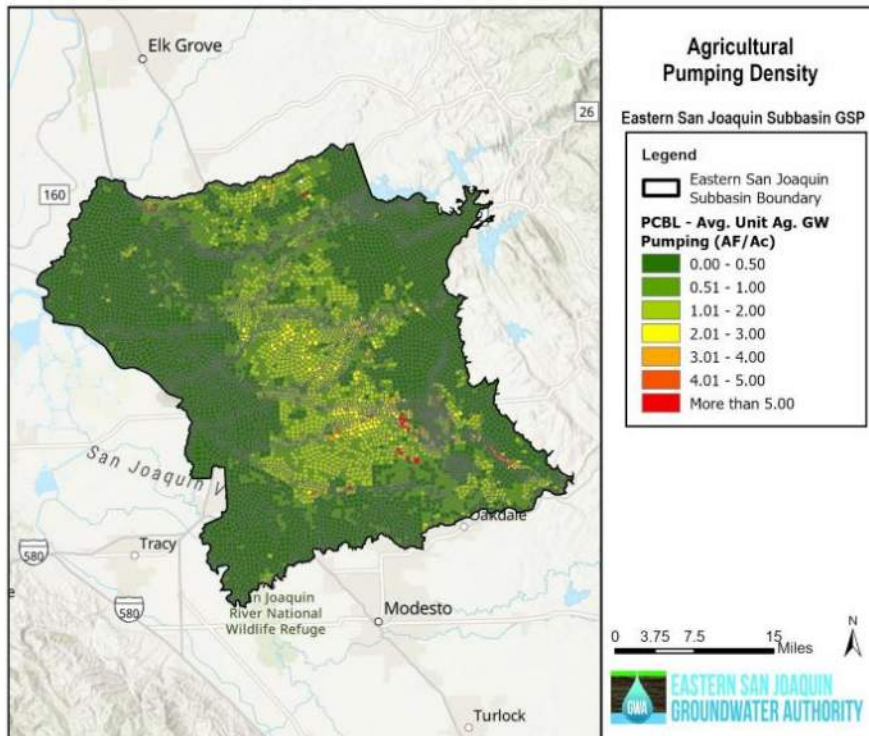 Elk Grove
160
26
San Joaquin V
580
Tracy
580
Oakdale
n Joaquin
River National
Wildlife Refuge
Modesto
Turlock
e
Agricultural
Pumping Density
Eastern San Joaquin Subbasin GSP
Legend
Eastern San Joaquin
Subbasin Boundary
PCBL - Avg. Unit Ag. GW
Pumping (AF/Ac)
0.00 - 0.50
0.51 - 1.00
1.01 - 2.00
2.01 - 3.00
3.01 - 4.00
4.01 - 5.00
More than 5.00
N
0 3.75 7.5 15
Miles
GWA
EASTERN SAN JOAQUIN
GROUNDWATER AUTHORITY